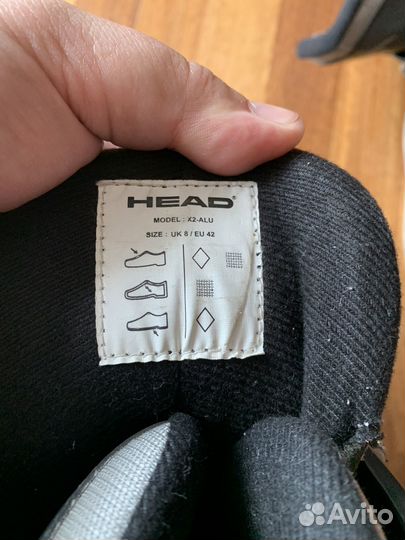 HEAD
MODEL : X2-ALU
SIZE : UK 8 / EU 42
Avito